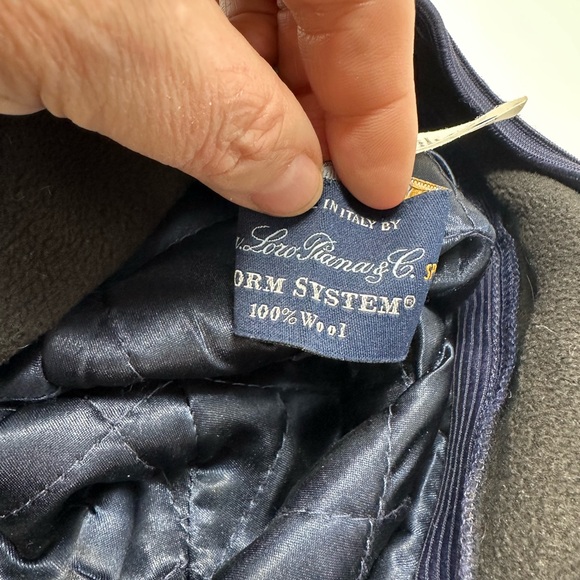 IN ITALY BY
Loro Piana & C.
ORM SYSTEM®
100% Wool